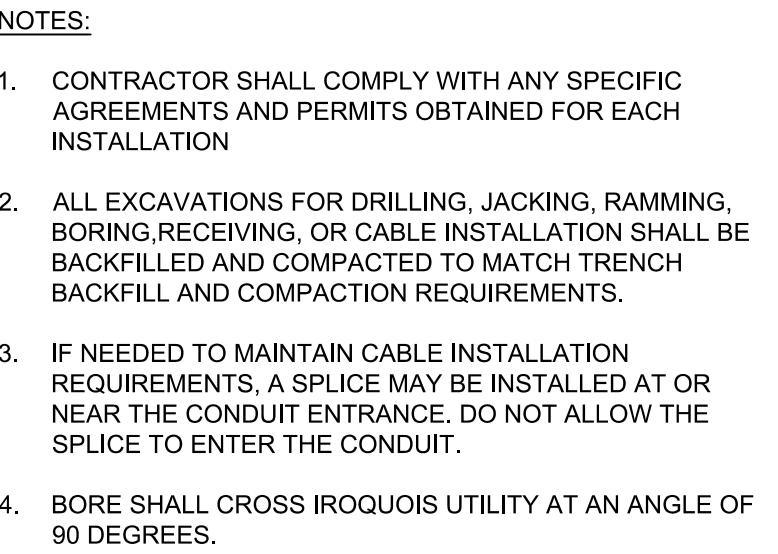 NOTES:
1. CONTRACTOR SHALL COMPLY WITH ANY SPECIFIC
AGREEMENTS AND PERMITS OBTAINED FOR EACH
INSTALLATION
2. ALL EXCAVATIONS FOR DRILLING, JACKING, RAMMING,
BORING,RECEIVING, OR CABLE INSTALLATION SHALL BE
BACKFILLED AND COMPACTED TO MATCH TRENCH
BACKFILL AND COMPACTION REQUIREMENTS.
3. IF NEEDED TO MAINTAIN CABLE INSTALLATION
REQUIREMENTS, A SPLICE MAY BE INSTALLED AT OR
NEAR THE CONDUIT ENTRANCE. DO NOT ALLOW THE
SPLICE TO ENTER THE CONDUIT.
4. BORE SHALL CROSS IROQUOIS UTILITY AT AN ANGLE OF
90 DEGREES.